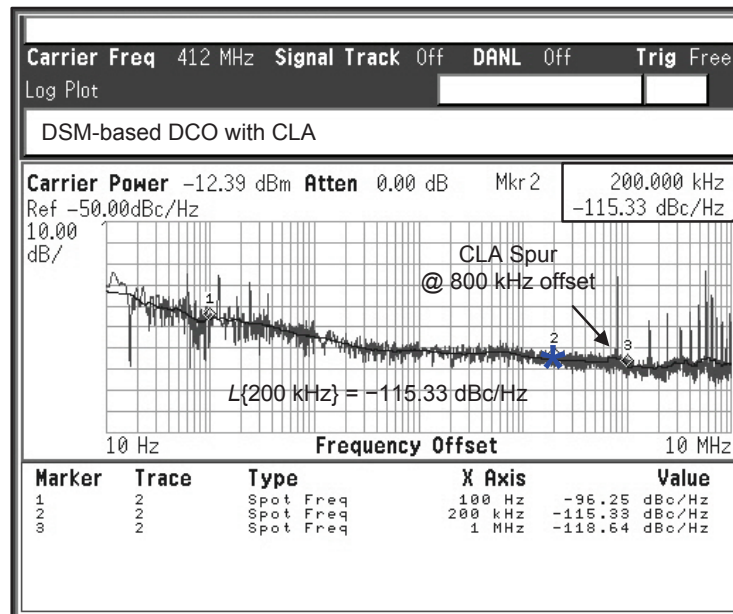 Carrier Freq 412 MHz Signal Track Off DANL Off Trig Free
Log Plot
DSM-based DCO with CLA
Carrier Power −12.39 dBm Atten 0.00 dB Mkr 2 200.000 kHz
Ref −50.00dBc/Hz −115.33 dBc/Hz
10.00
dB/
CLA Spur
@ 800 kHz offset
1
2
3
L{200 kHz} = −115.33 dBc/Hz
10 Hz Frequency Offset 10 MHz
Marker Trace Type X Axis Value
1 2 Spot Freq 100 Hz −96.25 dBc/Hz
2 2 Spot Freq 200 kHz −115.33 dBc/Hz
3 2 Spot Freq 1 MHz −118.64 dBc/Hz